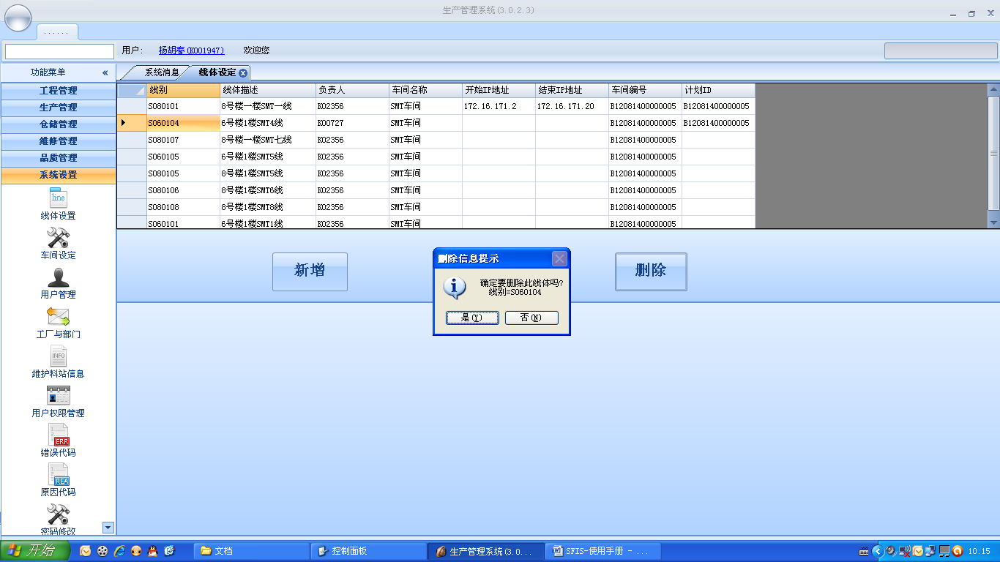 生产管理系统(3.0.2.3)
......
用户: 杨胡春(K001947) 欢迎您
功能菜单 «
系统消息 线体设定
工程管理
生产管理
仓储管理
维修管理
品质管理
系统设置
line
线体设置
车间设定
用户管理
工厂与部门
INFO
维护料站信息
用户权限管理
ERR
错误代码
REA
原因代码
密码修改
线别 线体描述 负责人 车间名称 开始IP地址 结束IP地址 车间编号 计划ID
S080101 8号楼一楼SMT一线 K02356 SMT车间 172.16.171.2 172.16.171.20 B12081400000005 B12081400000005
S060104 6号楼1楼SMT4线 K00727 SMT车间 B12081400000005 B12081400000005
S080107 8号楼一楼SMT七线 K02356 SMT车间 B12081400000005
S060105 6号楼1楼SMT5线 K02356 SMT车间 B12081400000005
S080105 8号楼1楼SMT5线 K02356 SMT车间 B12081400000005
S080106 8号楼1楼SMT6线 K02356 SMT车间 B12081400000005
S080108 8号楼1楼SMT8线 K02356 SMT车间 B12081400000005
S060101 6号楼1楼SMT1线 K02356 SMT车间 B12081400000005
新增
删除
删除信息提示
确定要删除此线体吗?
线别=S060104
是(Y) 否(N)
开始 文档 控制面板 生产管理系统(3.0... SFIS-使用手册 - ... 10:15